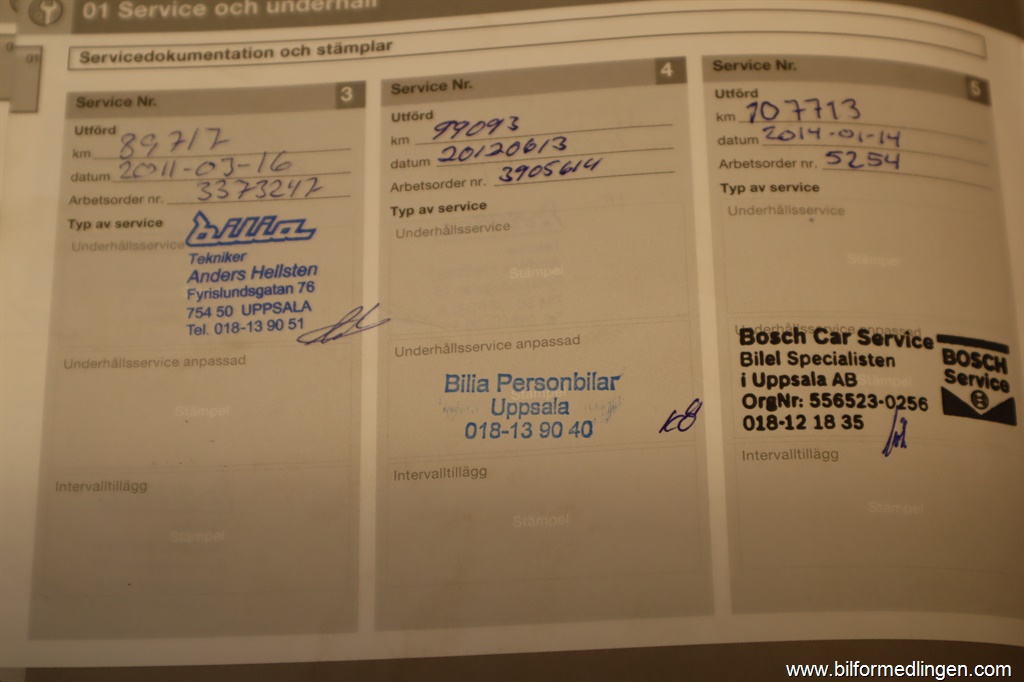 01 Service och underhåll
01
Servicedokumentation och stämplar
Service Nr. 3
Utförd
km 89717
datum 2011-03-16
Arbetsorder nr. 3373247
Typ av service
Underhållsservice
bilia
Tekniker
Anders Hellsten
Fyrislundsgatan 76
754 50 UPPSALA
Tel. 018-13 90 51
Underhållsservice anpassad
Stämpel
Intervalltillägg
Stämpel
Service Nr. 4
Utförd
km 99093
datum 20120613
Arbetsorder nr. 3905614
Typ av service
Underhållsservice
Stämpel
Underhållsservice anpassad
Bilia Personbilar
Uppsala
018-13 90 40
Intervalltillägg
Stämpel
Service Nr. 5
Utförd
km 107713
datum 2014-01-14
Arbetsorder nr. 5254
Typ av service
Underhållsservice
Stämpel
Underhållsservice anpassad
Bosch Car Service
Bilel Specialisten
i Uppsala AB
OrgNr: 556523-0256
018-12 18 35
BOSCH
Service
Stämpel
Intervalltillägg
Stämpel
www.bilformedlingen.com